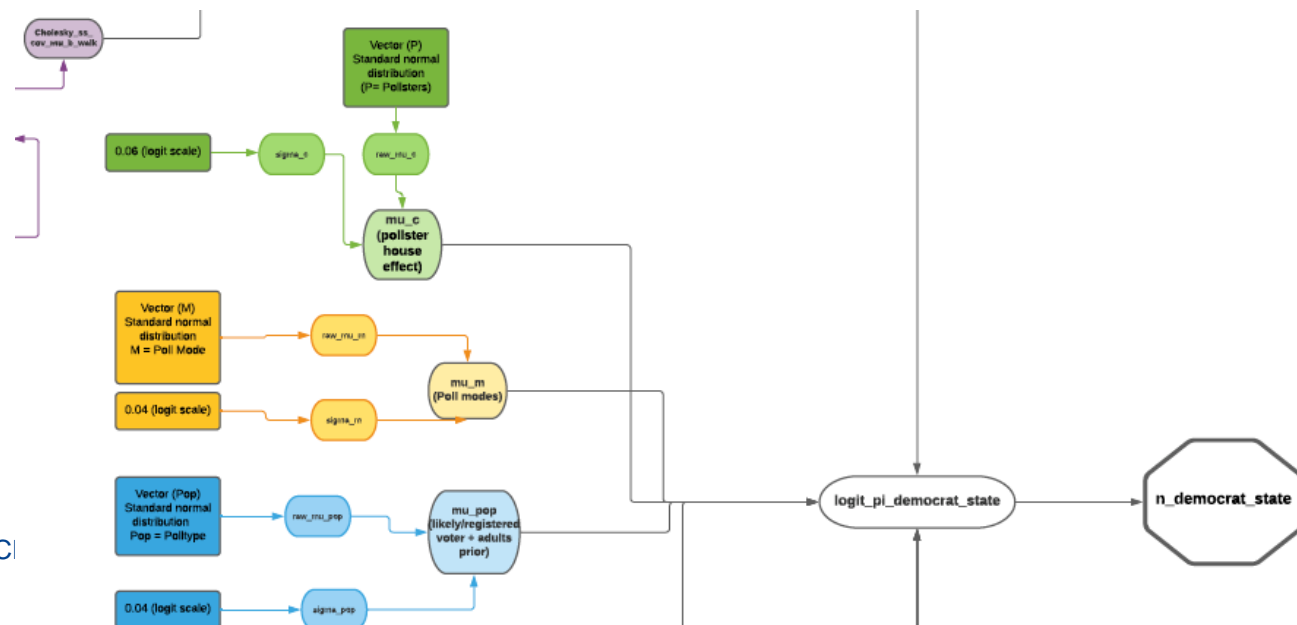 Cholesky_ss_
cov_mu_b_walk
Vector (P)
Standard normal
distribution
(P= Pollsters)
0.06 (logit scale)
mu_c
(pollster
house
effect)
Vector (M)
Standard normal
distribution
M = Poll Mode
raw_mu_m
mu_m
(Poll modes)
0.04 (logit scale)
sigma_m
Vector (Pop)
Standard normal
distribution
Pop = Polltype
raw_mu_pop
mu_pop
(likely/registered
voter + adults
prior)
logit_pi_democrat_state
n_democrat_state
0.04 (logit scale)
sigma_pop